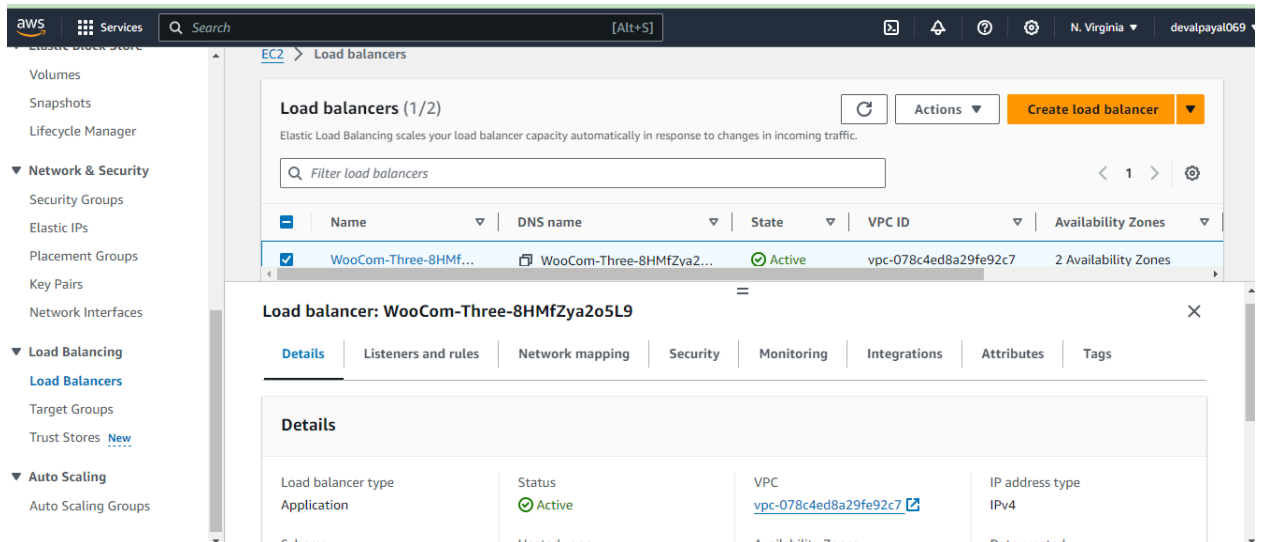 aws Services Search [Alt+S] N. Virginia devalpayal069
Elastic Block Store
Volumes
Snapshots
Lifecycle Manager
Network & Security
Security Groups
Elastic IPs
Placement Groups
Key Pairs
Network Interfaces
Load Balancing
Load Balancers
Target Groups
Trust Stores New
Auto Scaling
Auto Scaling Groups
EC2 > Load balancers
Load balancers (1/2) Actions Create load balancer
Elastic Load Balancing scales your load balancer capacity automatically in response to changes in incoming traffic.
Filter load balancers 1
Name DNS name State VPC ID Availability Zones
WooCom-Three-8HMf... WooCom-Three-8HMfZya2... Active vpc-078c4ed8a29fe92c7 2 Availability Zones
Load balancer: WooCom-Three-8HMfZya2o5L9
Details Listeners and rules Network mapping Security Monitoring Integrations Attributes Tags
Details
Load balancer type Status VPC IP address type
Application Active vpc-078c4ed8a29fe92c7 IPv4